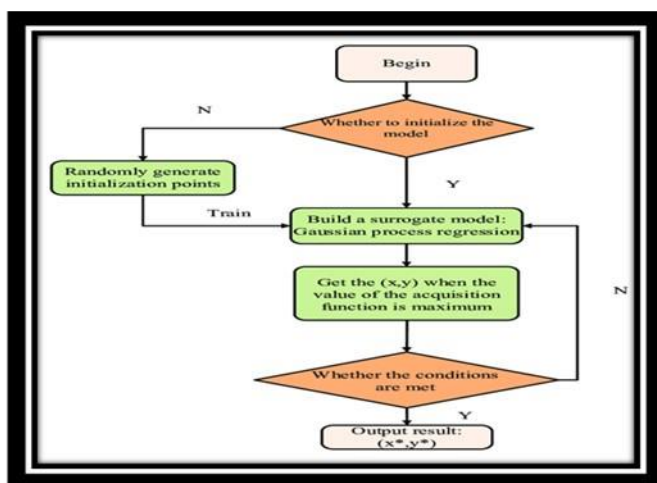 Begin
Whether to initialize the
model
N
Randomly generate
initialization points
Y
Train
Build a surrogate model:
Gaussian process regression
Get the (x,y) when the
value of the acquisition
function is maximum
N
Whether the conditions
are met
Y
Output result:
(x*,y*)